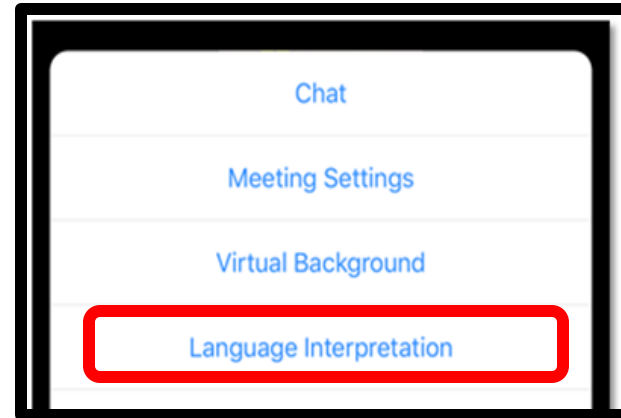 Chat
Meeting Settings
Virtual Background
Language Interpretation